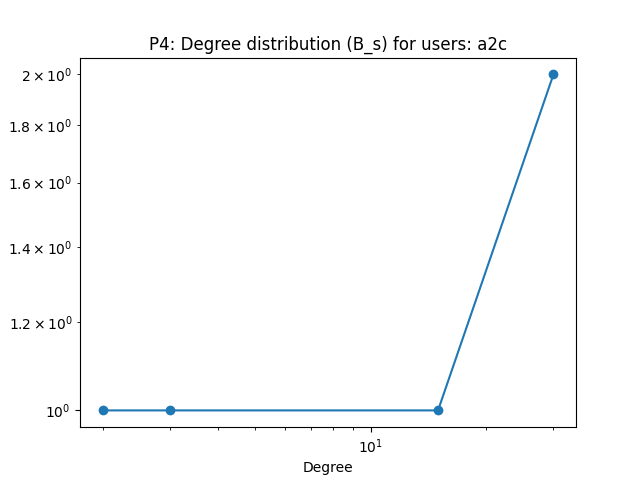 P4: Degree distribution (B_s) for users: a2c
2 × 10⁰
1.8 × 10⁰
1.6 × 10⁰
1.4 × 10⁰
1.2 × 10⁰
10⁰
10¹
Degree